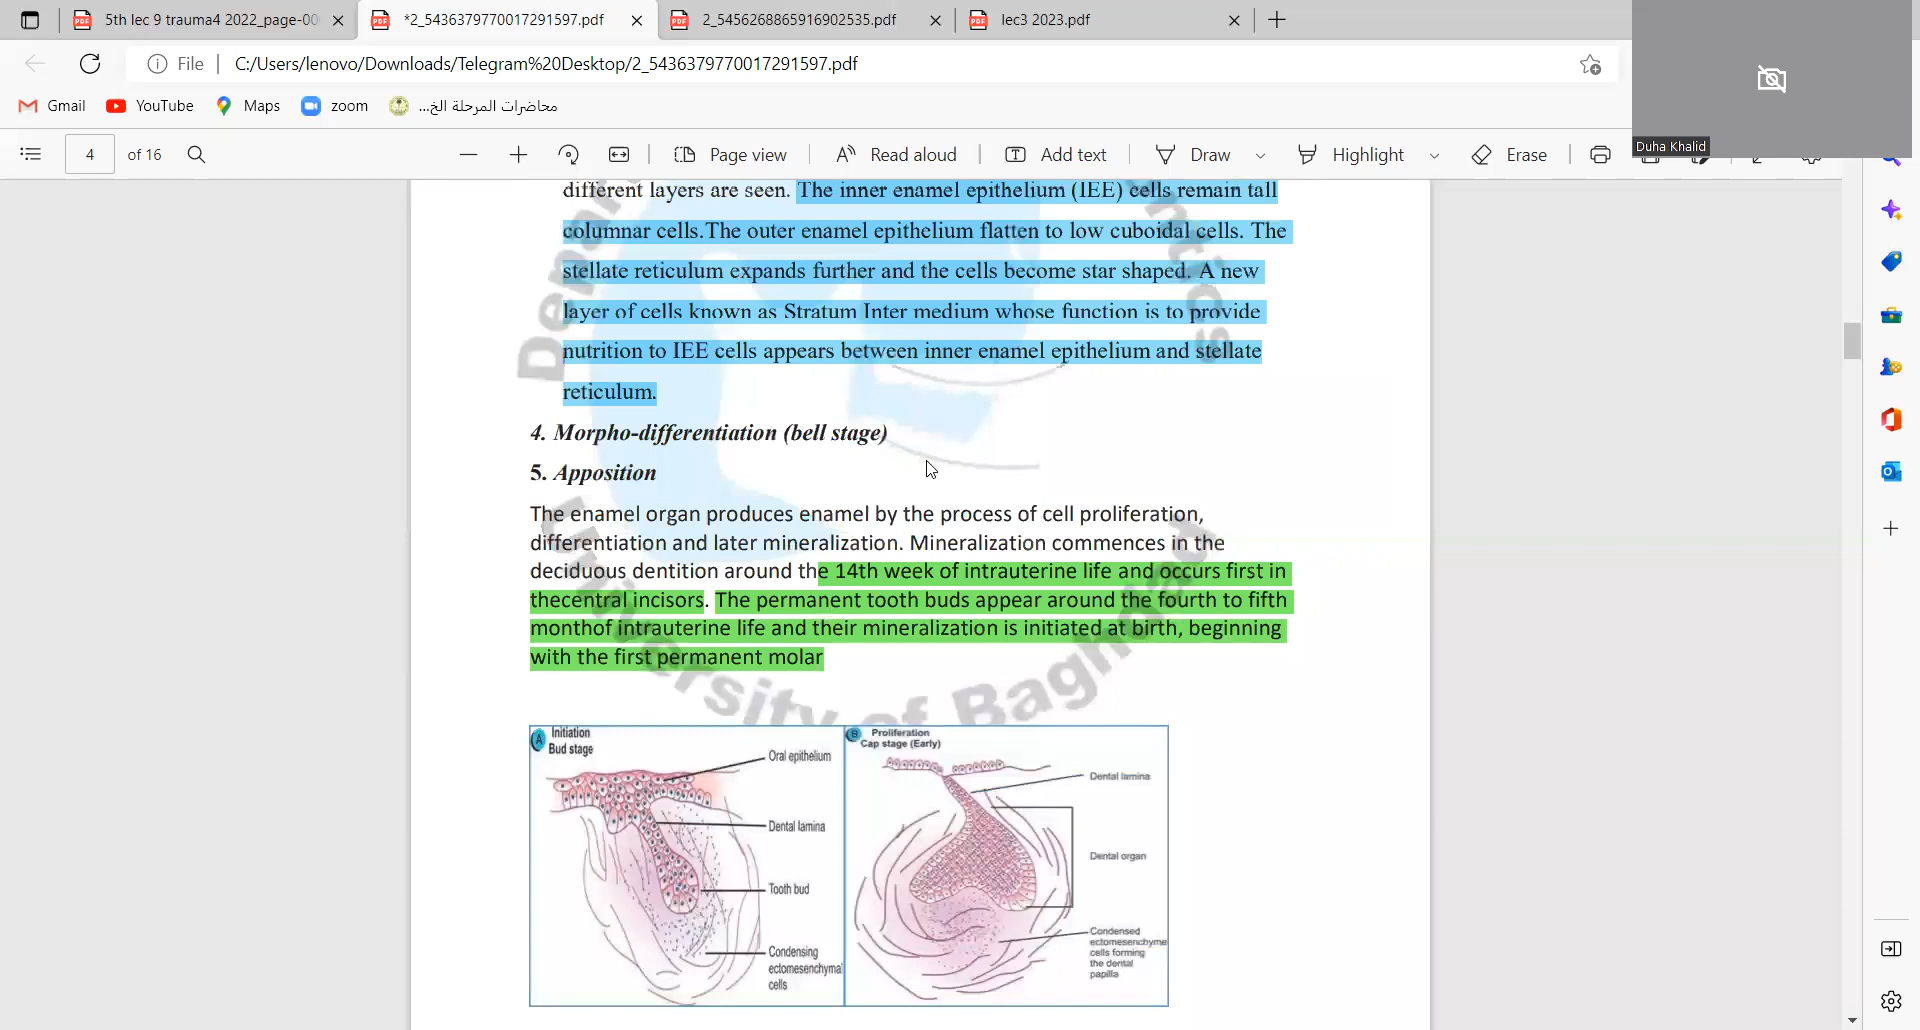 5th lec 9 trauma4 2022_page-00
*2_5436379770017291597.pdf
2_5456268865916902535.pdf
lec3 2023.pdf
File
C:/Users/lenovo/Downloads/Telegram%20Desktop/2_5436379770017291597.pdf
Gmail
YouTube
Maps
zoom
محاضرات المرحلة الخ...
Duha Khalid
4 of 16
Page view
Read aloud
Add text
Draw
Highlight
Erase
different layers are seen. The inner enamel epithelium (IEE) cells remain tall
columnar cells.The outer enamel epithelium flatten to low cuboidal cells. The
stellate reticulum expands further and the cells become star shaped. A new
layer of cells known as Stratum Inter medium whose function is to provide
nutrition to IEE cells appears between inner enamel epithelium and stellate
reticulum.
4. Morpho-differentiation (bell stage)
5. Apposition
The enamel organ produces enamel by the process of cell proliferation,
differentiation and later mineralization. Mineralization commences in the
deciduous dentition around the 14th week of intrauterine life and occurs first in
thecentral incisors. The permanent tooth buds appear around the fourth to fifth
monthof intrauterine life and their mineralization is initiated at birth, beginning
with the first permanent molar
University of Baghdad
A Initiation
Bud stage
Oral epithelium
Dental lamina
Tooth bud
Condensing
ectomesenchymal
cells
B Proliferation
Cap stage (Early)
Dental lamina
Dental organ
Condensed
ectomesenchyme
cells forming
the dental
papilla